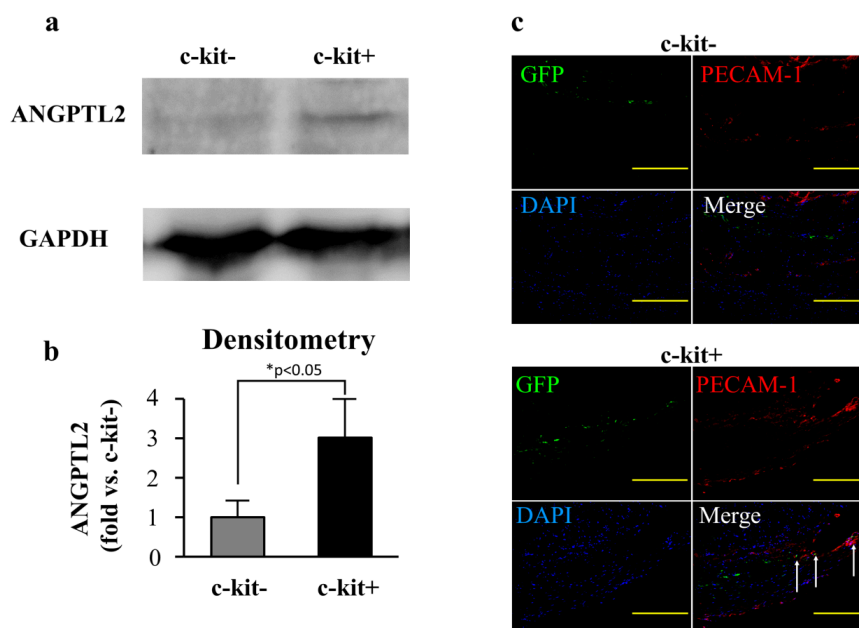 a
c-kit- c-kit+
ANGPTL2
GAPDH
b
Densitometry
*p<0.05
ANGPTL2
(fold vs. c-kit-)
4
3
2
1
0
c-kit- c-kit+
c
c-kit-
GFP PECAM-1
DAPI Merge
c-kit+
GFP PECAM-1
DAPI Merge